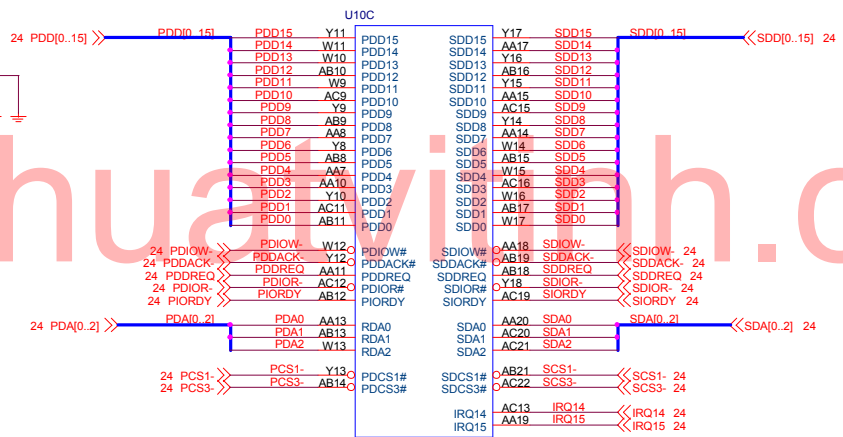 U10C
24 PDD[0..15] PDD[0..15] PDD15 Y11 PDD15 SDD15 Y17 SDD15 SDD[0..15] SDD[0..15] 24
PDD14 W11 PDD14 SDD14 AA17 SDD14
PDD13 W10 PDD13 SDD13 Y16 SDD13
PDD12 AB10 PDD12 SDD12 AB16 SDD12
PDD11 W9 PDD11 SDD11 Y15 SDD11
PDD10 AC9 PDD10 SDD10 AA15 SDD10
PDD9 Y9 PDD9 SDD9 AC15 SDD9
PDD8 AB9 PDD8 SDD8 Y14 SDD8
PDD7 AA8 PDD7 SDD7 AA14 SDD7
PDD6 Y8 PDD6 SDD6 W14 SDD6
PDD5 AB8 PDD5 SDD5 AB15 SDD5
PDD4 AA7 PDD4 SDD4 W15 SDD4
PDD3 AA10 PDD3 SDD3 AC16 SDD3
PDD2 Y10 PDD2 SDD2 W16 SDD2
PDD1 AC11 PDD1 SDD1 AB17 SDD1
PDD0 AB11 PDD0 SDD0 W17 SDD0
huatvitinh.c
24 PDIOW- PDIOW- W12 PDIOW# SDIOW# AA18 SDIOW- SDIOW- 24
24 PDDACK- PDDACK- Y12 PDDACK# SDDACK# AB19 SDDACK- SDDACK- 24
24 PDDREQ PDDREQ AA11 PDDREQ SDDREQ AB18 SDDREQ SDDREQ 24
24 PDIOR- PDIOR- AC12 PDIOR# SDIOR# Y18 SDIOR- SDIOR- 24
24 PIORDY PIORDY AB12 PIORDY SIORDY AC19 SIORDY SIORDY 24
24 PDA[0..2] PDA[0..2] PDA0 AA13 RDA0 SDA0 AA20 SDA0 SDA[0..2] SDA[0..2] 24
PDA1 AB13 RDA1 SDA1 AC20 SDA1
PDA2 W13 RDA2 SDA2 AC21 SDA2
24 PCS1- PCS1- Y13 PDCS1# SDCS1# AB21 SCS1- SCS1- 24
24 PCS3- PCS3- AB14 PDCS3# SDCS3# AC22 SCS3- SCS3- 24
IRQ14 AC13 IRQ14 IRQ14 24
IRQ15 AA19 IRQ15 IRQ15 24